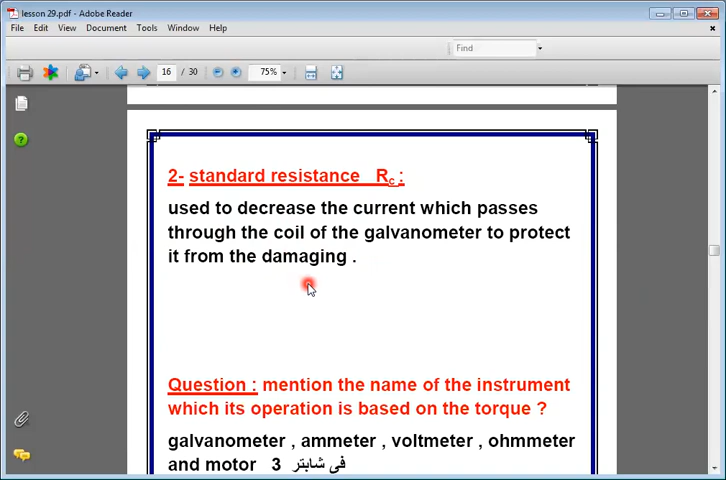 lesson 29.pdf - Adobe Reader
File Edit View Document Tools Window Help
Find
16 / 30 75%
2- standard resistance Rc :
used to decrease the current which passes
through the coil of the galvanometer to protect
it from the damaging .
Question : mention the name of the instrument
which its operation is based on the torque ?
galvanometer , ammeter , voltmeter , ohmmeter
and motor 3 فى شابتر